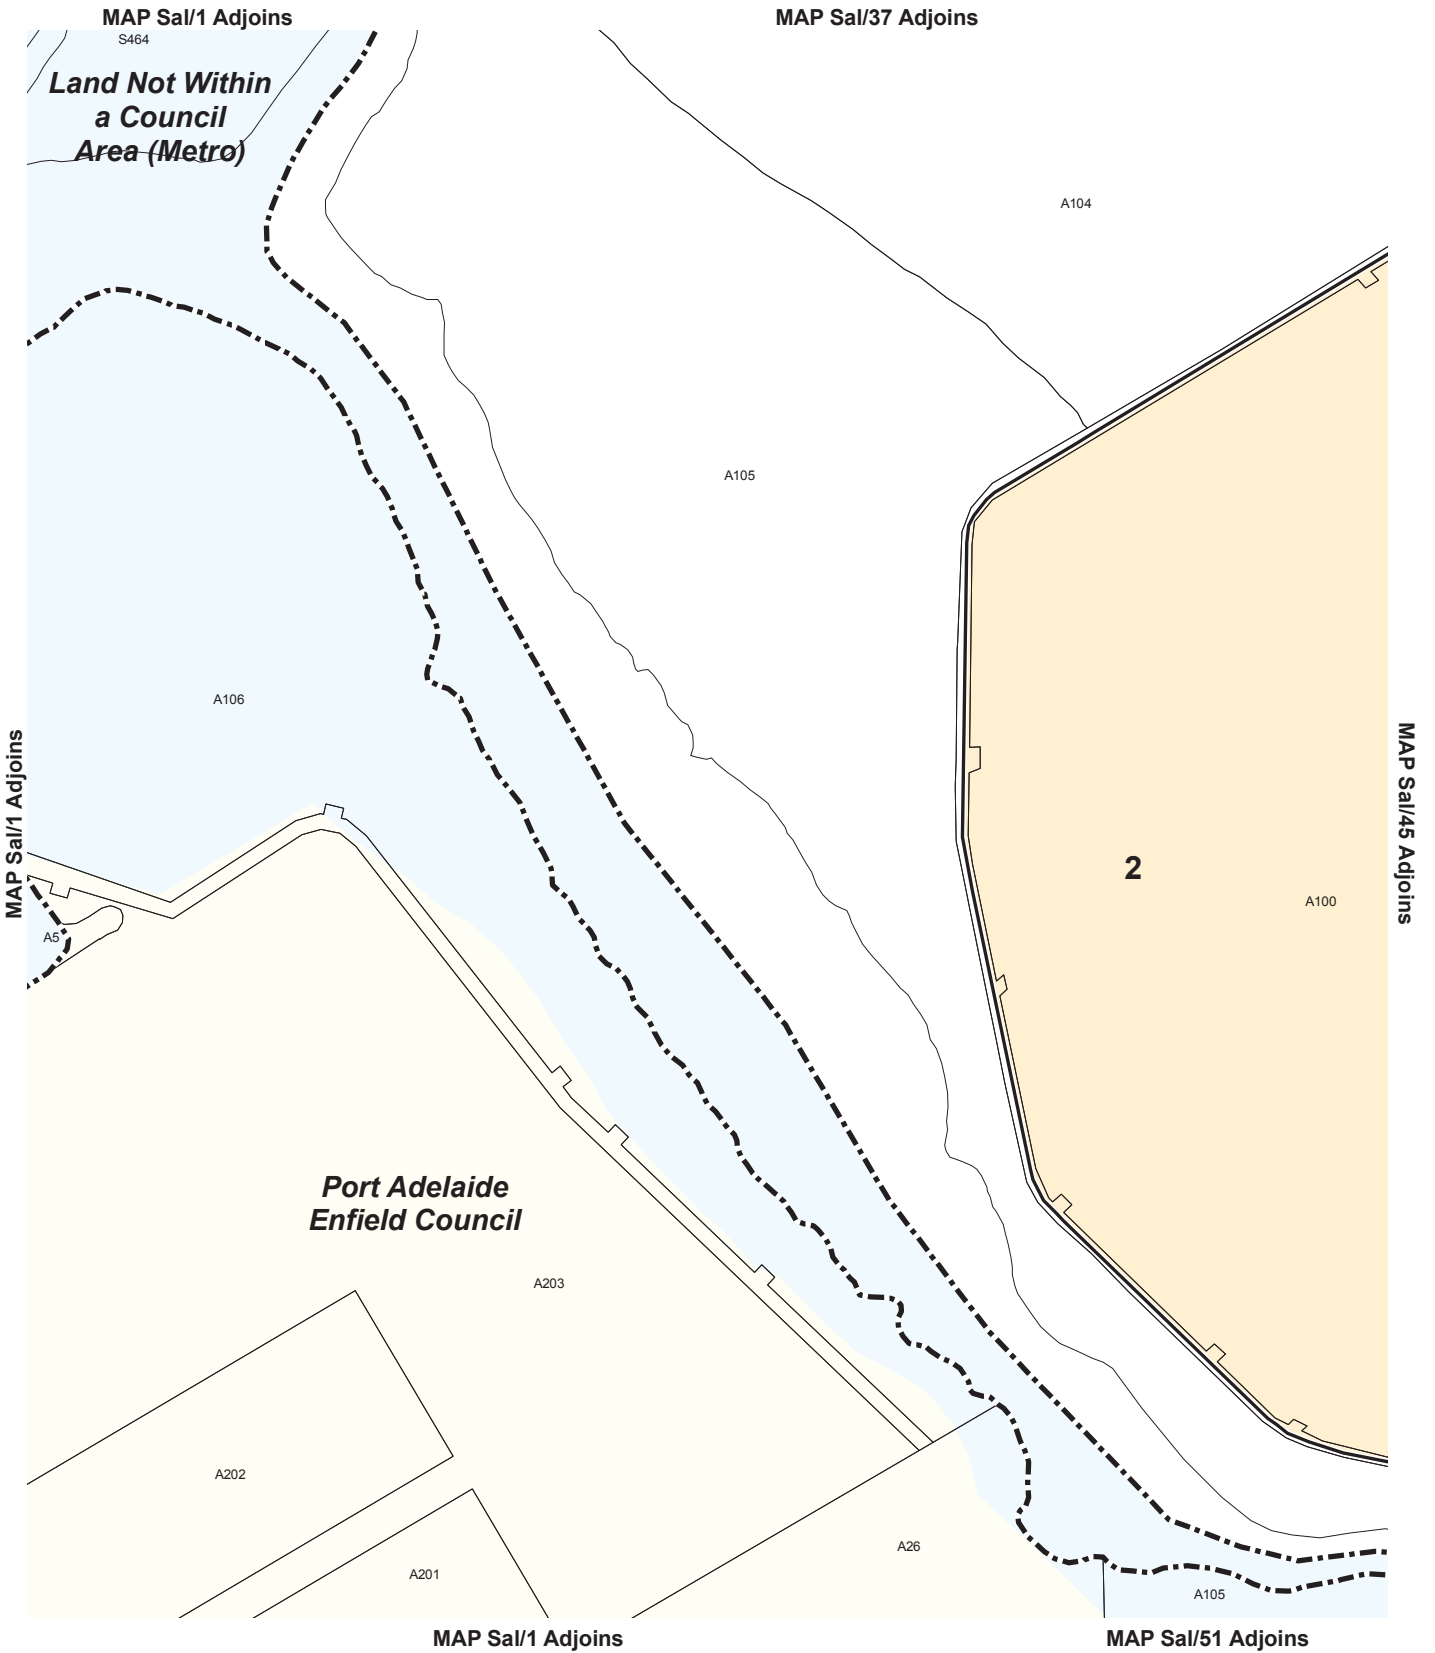 MAP Sal/1 Adjoins
MAP Sal/37 Adjoins
S464
Land Not Within
a Council
Area (Metro)
A104
A105
A106
MAP Sal/1 Adjoins
MAP Sal/45 Adjoins
2
A100
A5
Port Adelaide
Enfield Council
A203
A202
A26
A201
A105
MAP Sal/1 Adjoins
MAP Sal/51 Adjoins